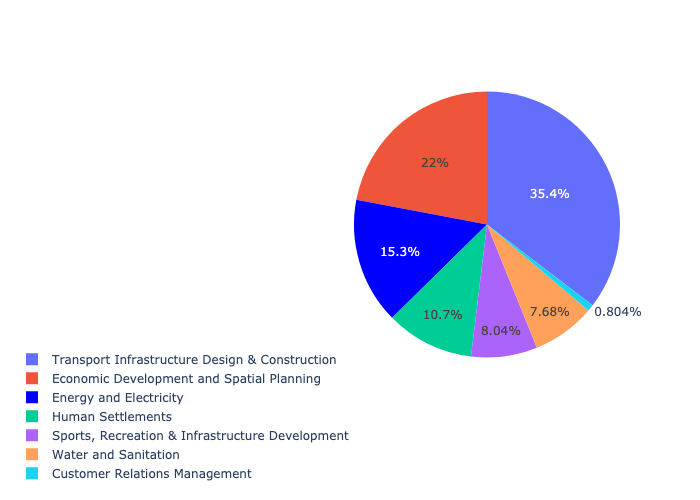 22%
35.4%
15.3%
10.7%
8.04%
7.68%
0.804%
Transport Infrastructure Design & Construction
Economic Development and Spatial Planning
Energy and Electricity
Human Settlements
Sports, Recreation & Infrastructure Development
Water and Sanitation
Customer Relations Management